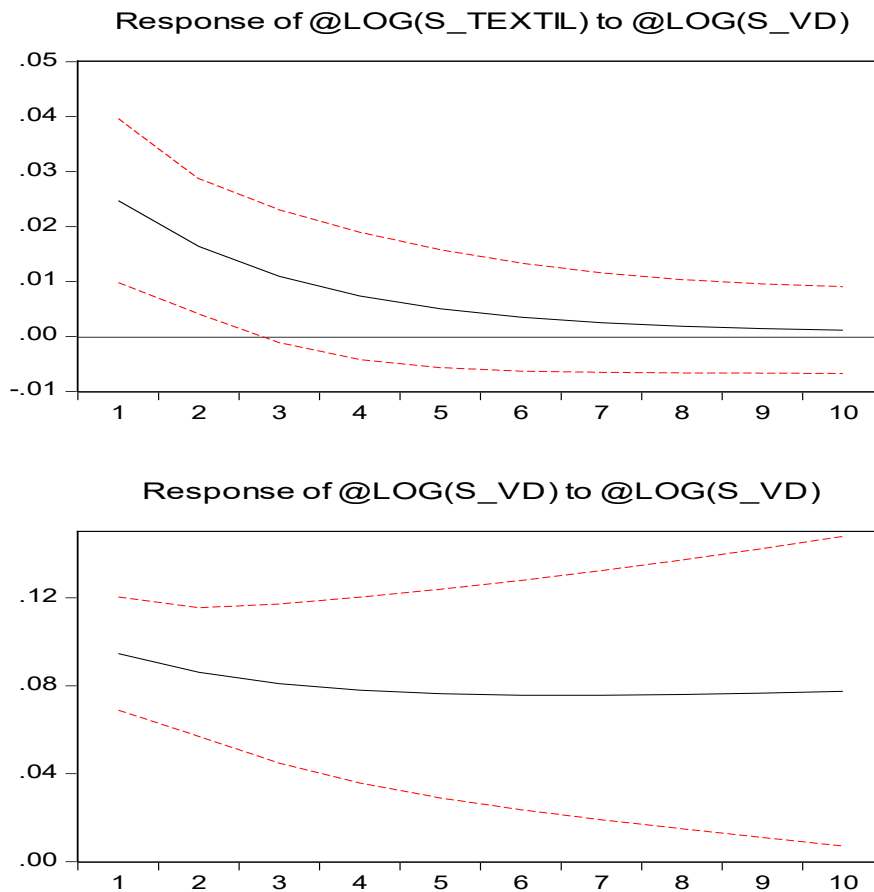 Response of @LOG(S_TEXTIL) to @LOG(S_VD)
.05
.04
.03
.02
.01
.00
-.01
1 2 3 4 5 6 7 8 9 10
Response of @LOG(S_VD) to @LOG(S_VD)
.12
.08
.04
.00
1 2 3 4 5 6 7 8 9 10